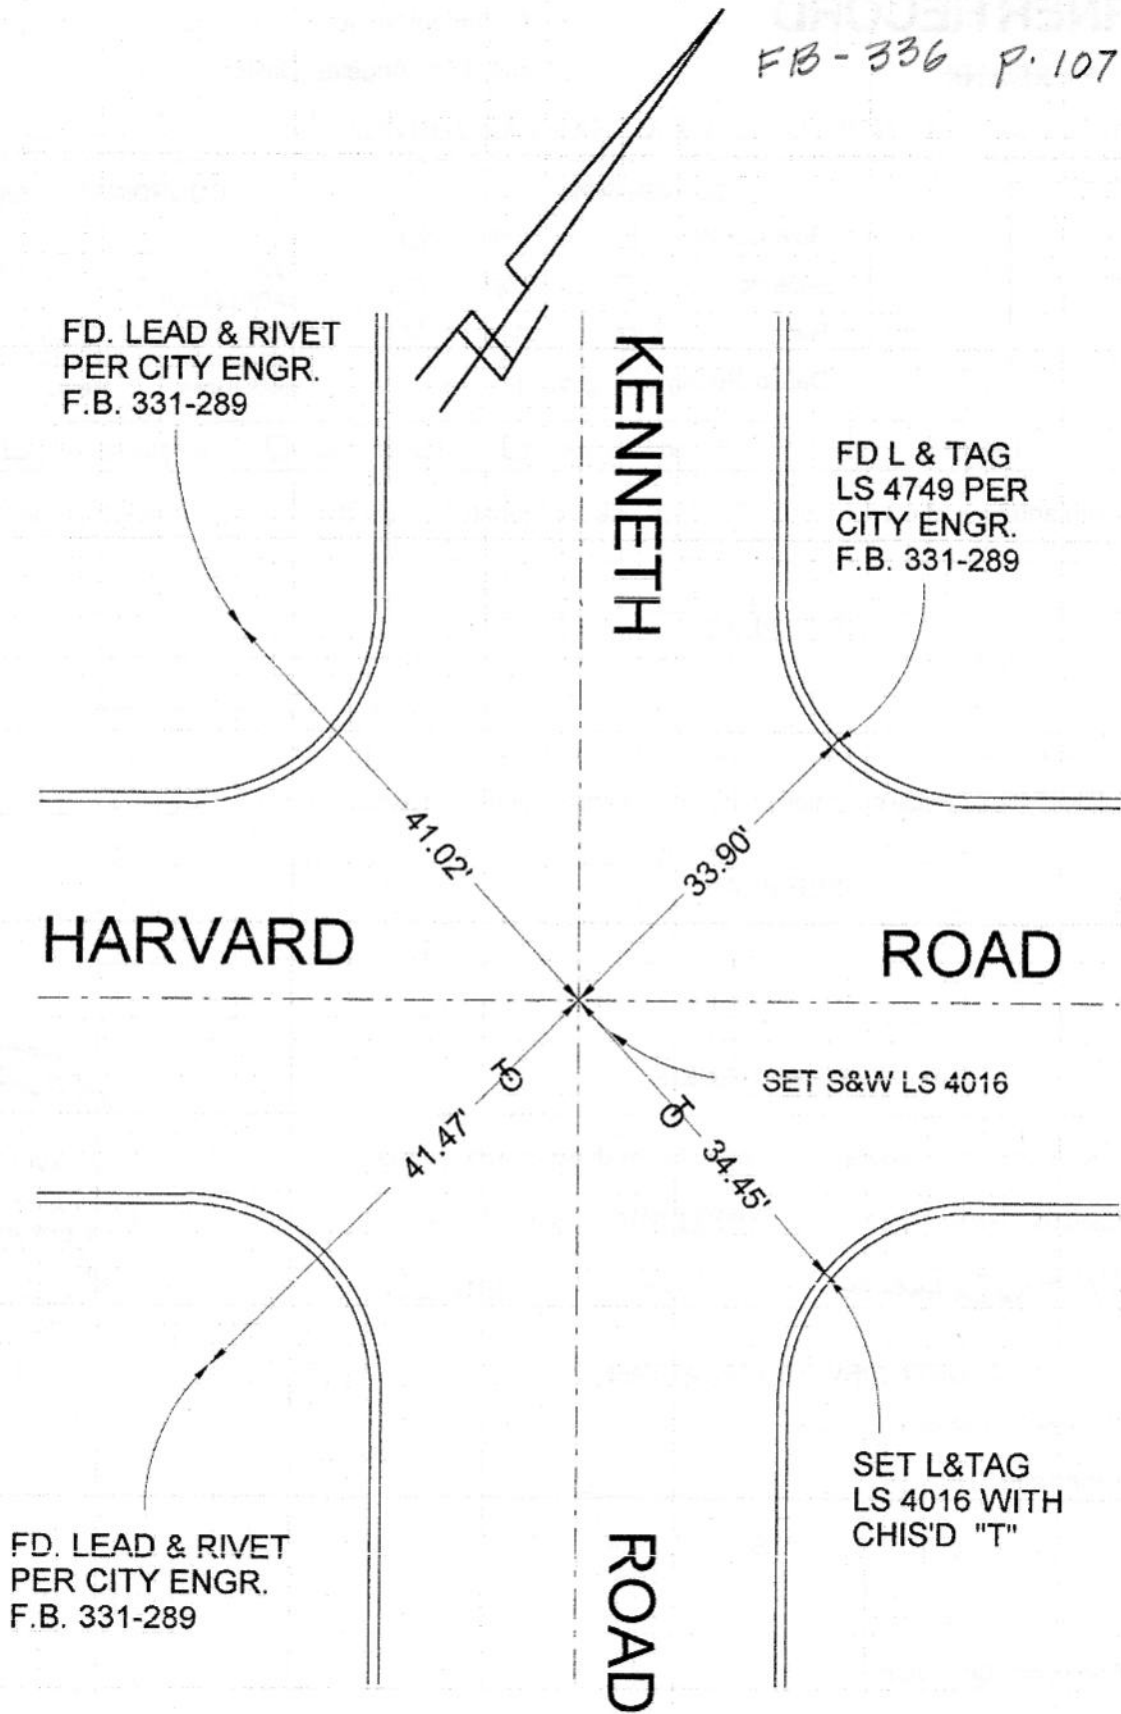 FB-336 P. 107
FD. LEAD & RIVET
PER CITY ENGR.
F.B. 331-289
KENNETH
FD L & TAG
LS 4749 PER
CITY ENGR.
F.B. 331-289
41.02'
33.90'
HARVARD ROAD
SET S&W LS 4016
41.47'
34.45'
SET L&TAG
LS 4016 WITH
CHIS'D "T"
FD. LEAD & RIVET
PER CITY ENGR.
F.B. 331-289
ROAD